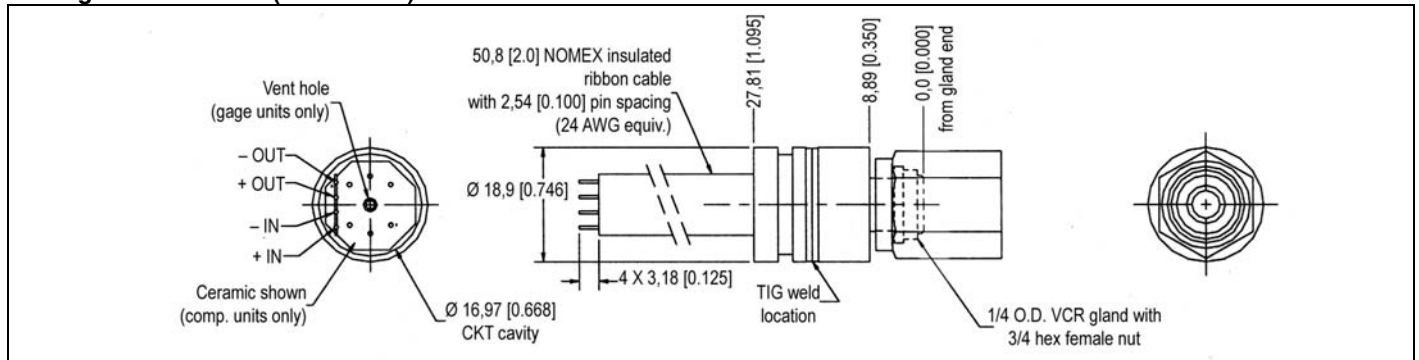 Vent hole
(gage units only)
– OUT
+ OUT
– IN
+ IN
Ceramic shown
(comp. units only)
Ø 16,97 [0.668]
CKT cavity
50,8 [2.0] NOMEX insulated
ribbon cable
with 2,54 [0.100] pin spacing
(24 AWG equiv.)
Ø 18,9 [0.746]
4 X 3,18 [0.125]
27,81 [1.095]
8,89 [0.350]
0,0 [0.000]
from gland end
TIG weld
location
1/4 O.D. VCR gland with
3/4 hex female nut